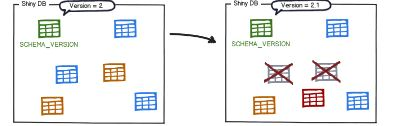 Shiny DB
Version = 2
SCHEMA_VERSION
Shiny DB
Version = 2.1
SCHEMA_VERSION